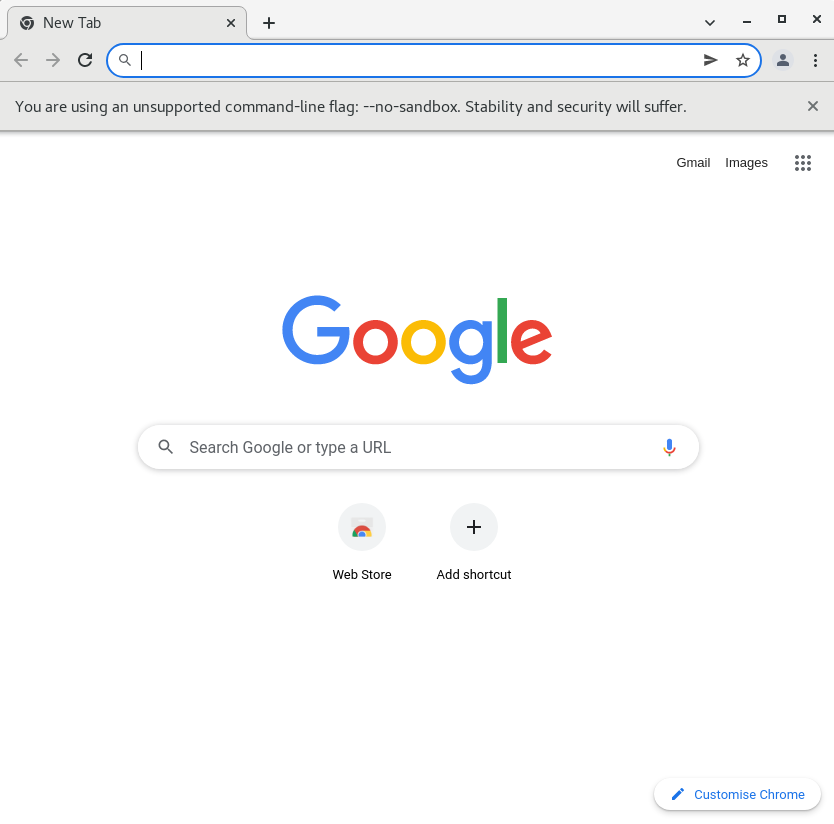 New Tab
You are using an unsupported command-line flag: --no-sandbox. Stability and security will suffer.
Gmail Images
Google
Search Google or type a URL
Web Store Add shortcut
Customise Chrome